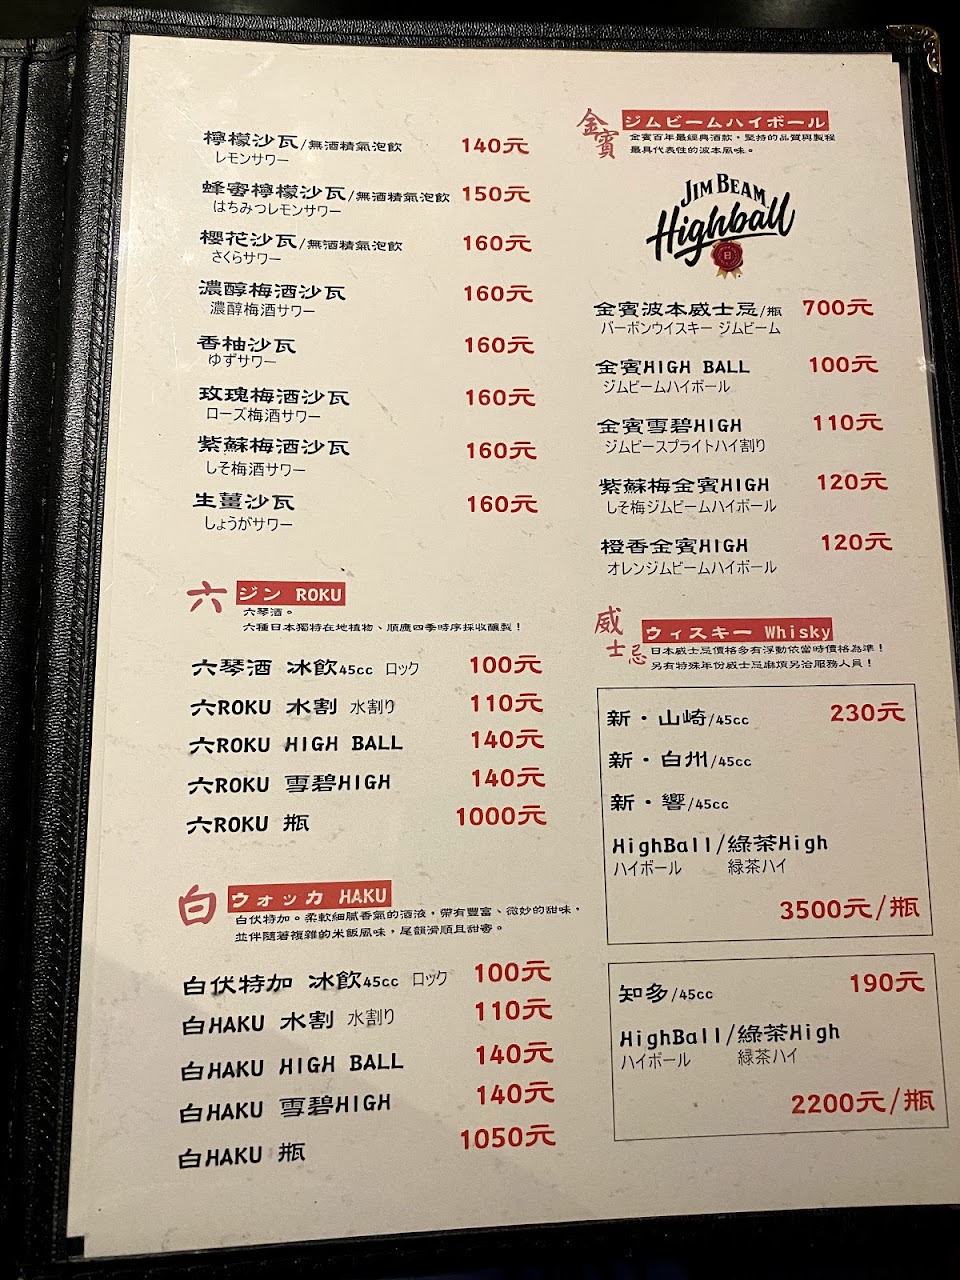 檸檬沙瓦/無酒精氣泡飲 140元
レモンサワー
蜂蜜檸檬沙瓦/無酒精氣泡飲 150元
はちみつレモンサワー
櫻花沙瓦/無酒精氣泡飲 160元
さくらサワー
濃醇梅酒沙瓦 160元
濃醇梅酒サワー
香柚沙瓦 160元
ゆずサワー
玫瑰梅酒沙瓦 160元
ローズ梅酒サワー
紫蘇梅酒沙瓦 160元
しそ梅酒サワー
生薑沙瓦 160元
しょうがサワー
六 ジン ROKU
六琴酒。
六種日本獨特在地植物、順應四季時序採收釀製！
六琴酒 冰飲45cc ロック 100元
六ROKU 水割 水割り 110元
六ROKU HIGH BALL 140元
六ROKU 雪碧HIGH 140元
六ROKU 瓶 1000元
白 ウォッカ HAKU
白伏特加。柔軟細膩香氣的酒液，帶有豐富、微妙的甜味，
並伴隨著複雜的米飯風味，尾韻滑順且甜蜜。
白伏特加 冰飲45cc ロック 100元
白HAKU 水割 水割り 110元
白HAKU HIGH BALL 140元
白HAKU 雪碧HIGH 140元
白HAKU 瓶 1050元
金賓 ジムビームハイボール
金賓百年最經典酒款，堅持的品質與製程
最具代表性的波本風味。
JIM BEAM
Highball
金賓波本威士忌/瓶 700元
バーボンウイスキー ジムビーム
金賓HIGH BALL 100元
ジムビームハイボール
金賓雪碧HIGH 110元
ジムビースプライトハイ割り
紫蘇梅金賓HIGH 120元
しそ梅ジムビームハイボール
橙香金賓HIGH 120元
オレンジムビームハイボール
威士忌 ウィスキー Whisky
日本威士忌價格多有浮動依當時價格為準！
另有特殊年份威士忌麻煩另洽服務人員！
新・山崎/45cc 230元
新・白州/45cc
新・響/45cc
HighBall/綠茶High
ハイボール 緑茶ハイ
3500元/瓶
知多/45cc 190元
HighBall/綠茶High
ハイボール 緑茶ハイ
2200元/瓶